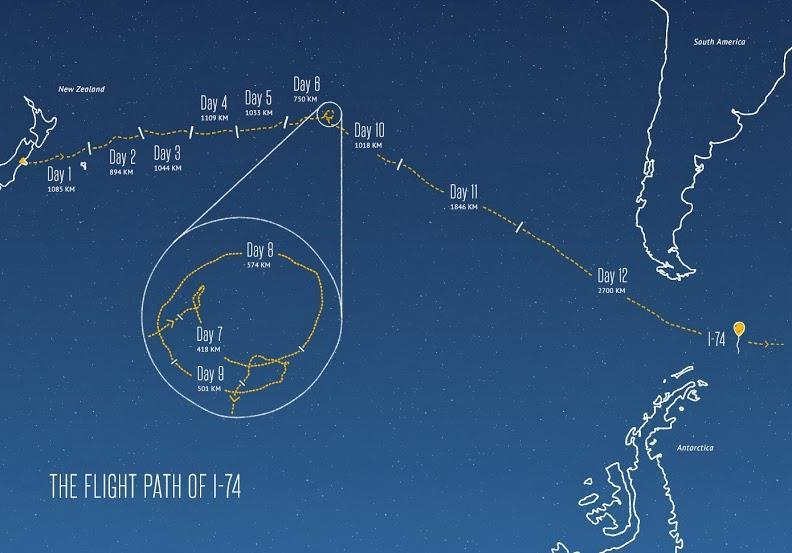 South America
New Zealand
Day 1
1085 KM
Day 2
894 KM
Day 3
1044 KM
Day 4
1109 KM
Day 5
1033 KM
Day 6
750 KM
Day 10
1018 KM
Day 11
1846 KM
Day 12
2700 KM
I-74
Day 8
574 KM
Day 7
418 KM
Day 9
501 KM
Antarctica
THE FLIGHT PATH OF I-74